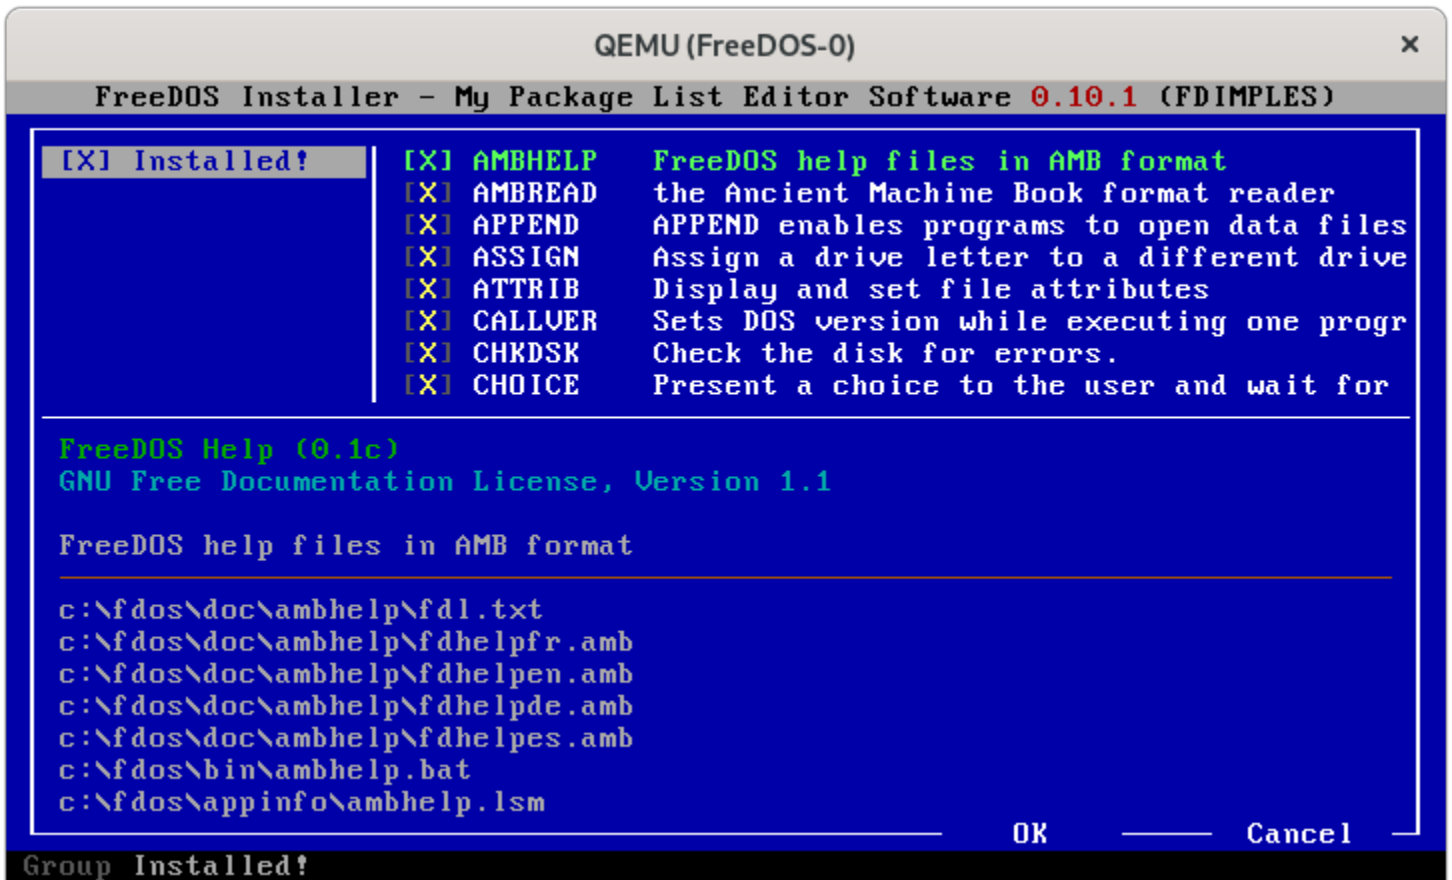 QEMU (FreeDOS-0) ×
FreeDOS Installer - My Package List Editor Software 0.10.1 (FDIMPLES)
[X] Installed!
[X] AMBHELP FreeDOS help files in AMB format
[X] AMBREAD the Ancient Machine Book format reader
[X] APPEND APPEND enables programs to open data files
[X] ASSIGN Assign a drive letter to a different drive
[X] ATTRIB Display and set file attributes
[X] CALLVER Sets DOS version while executing one progr
[X] CHKDSK Check the disk for errors.
[X] CHOICE Present a choice to the user and wait for
FreeDOS Help (0.1c)
GNU Free Documentation License, Version 1.1
FreeDOS help files in AMB format
c:\fdos\doc\ambhelp\fdl.txt
c:\fdos\doc\ambhelp\fdhelpfr.amb
c:\fdos\doc\ambhelp\fdhelpen.amb
c:\fdos\doc\ambhelp\fdhelpde.amb
c:\fdos\doc\ambhelp\fdhelpes.amb
c:\fdos\bin\ambhelp.bat
c:\fdos\appinfo\ambhelp.lsm
OK Cancel
Group Installed!